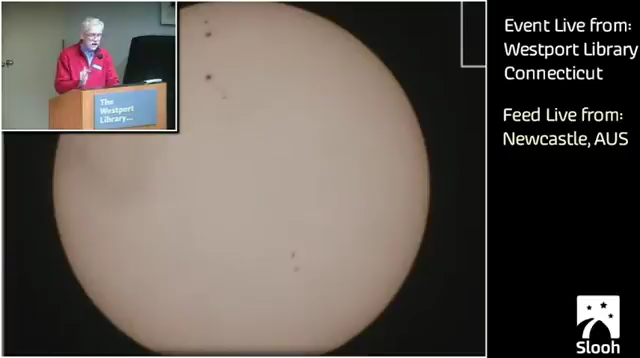 Event Live from:
Westport Library
Connecticut
Feed Live from:
Newcastle, AUS
The
Westport
Library...
Slooh